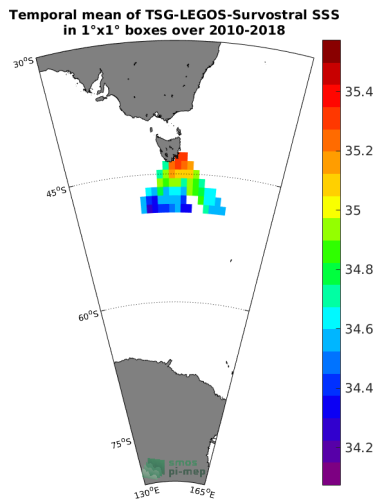 Temporal mean of TSG-LEGOS-Survostral SSS
in 1°x1° boxes over 2010-2018
30°S
45°S
60°S
75°S
130°E
165°E
35.4
35.2
35
34.8
34.6
34.4
34.2
smos
pi-mep